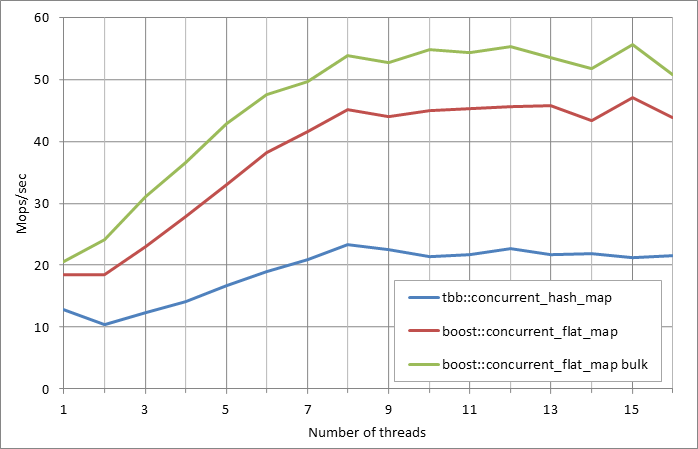 60
50
40
30
20
10
0
Mops/sec
tbb::concurrent_hash_map
boost::concurrent_flat_map
boost::concurrent_flat_map bulk
1 3 5 7 9 11 13 15
Number of threads